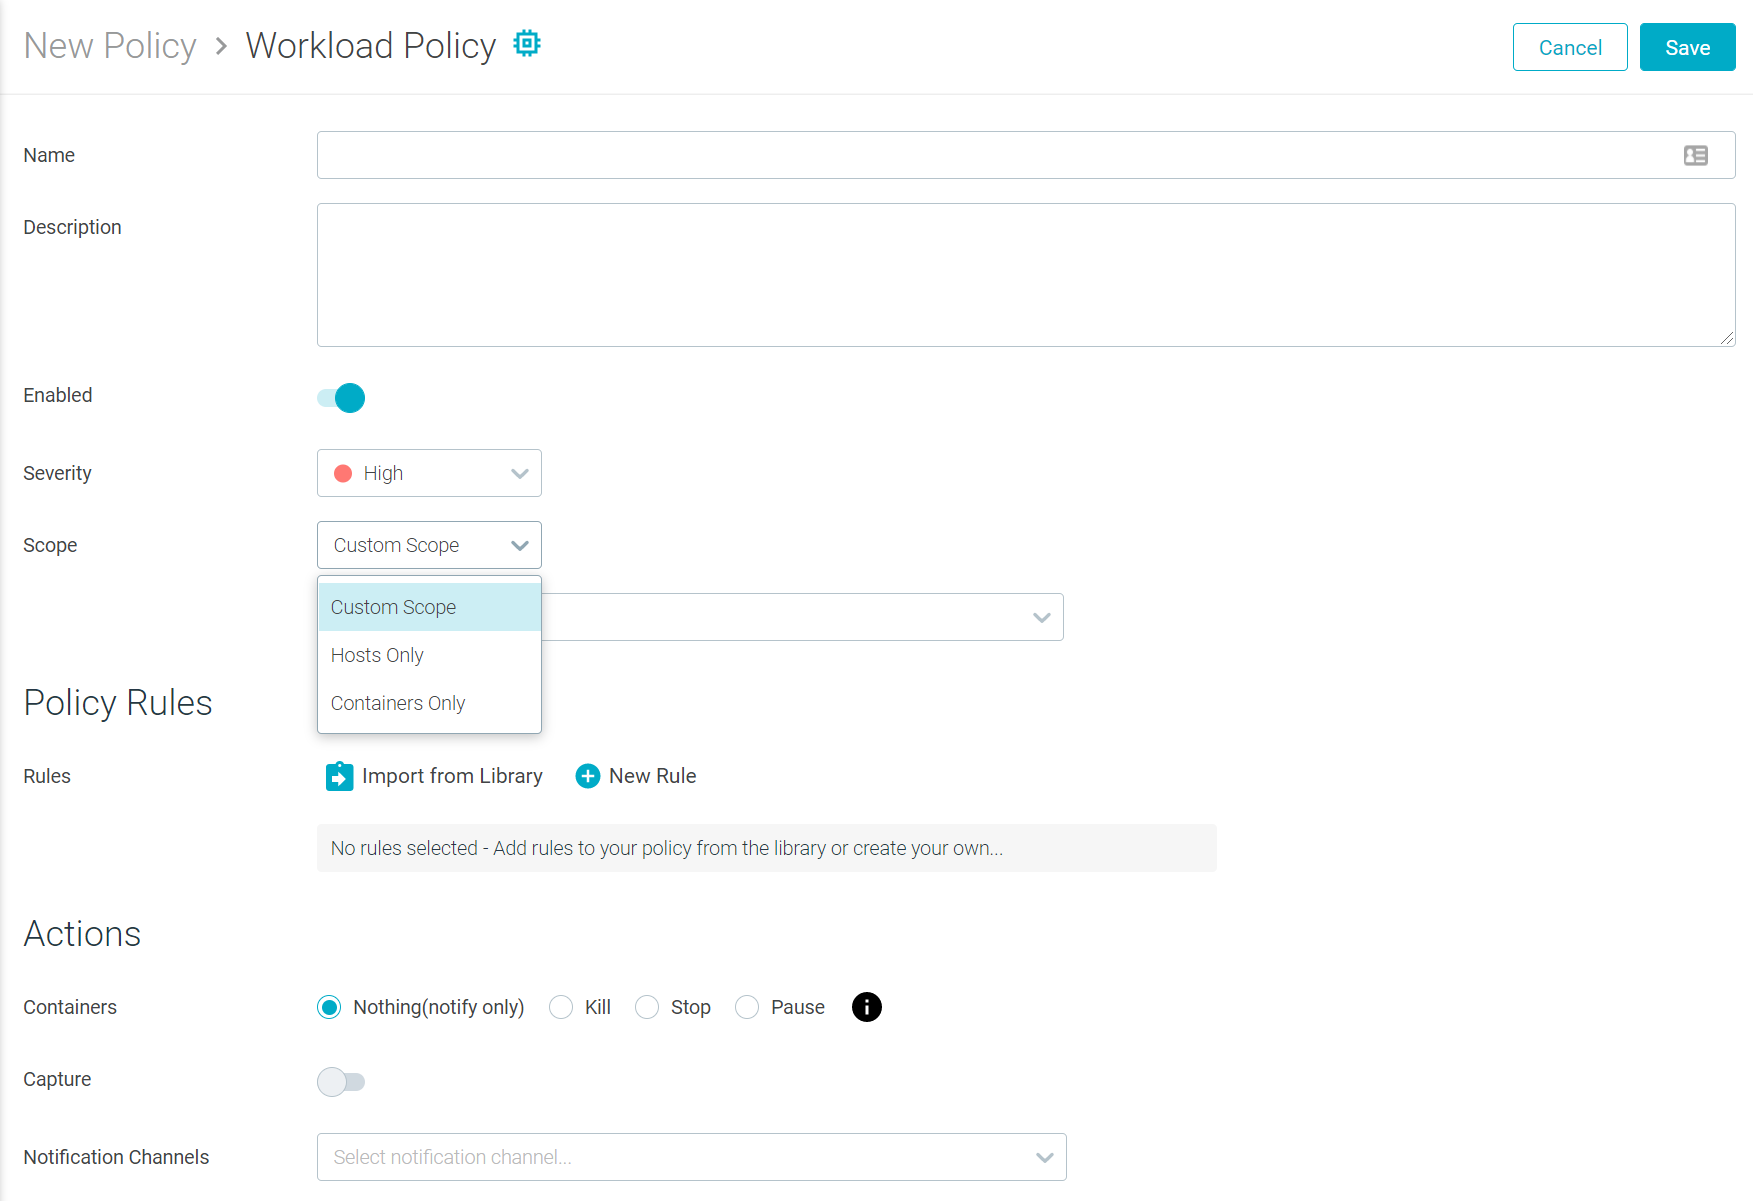 New Policy > Workload Policy
Cancel
Save
Name
Description
Enabled
Severity
High
Scope
Custom Scope
Custom Scope
Hosts Only
Containers Only
Policy Rules
Rules
Import from Library
New Rule
No rules selected - Add rules to your policy from the library or create your own...
Actions
Containers
Nothing(notify only)
Kill
Stop
Pause
Capture
Notification Channels
Select notification channel...